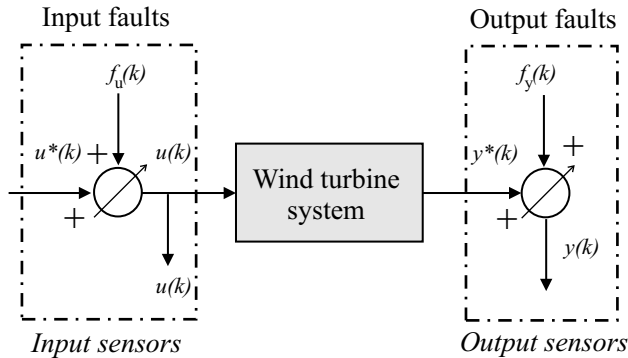 Input faults
Output faults
f_u(k)
f_y(k)
u*(k)
+
u(k)
+
u(k)
Wind turbine
system
y*(k)
+
+
y(k)
Input sensors
Output sensors